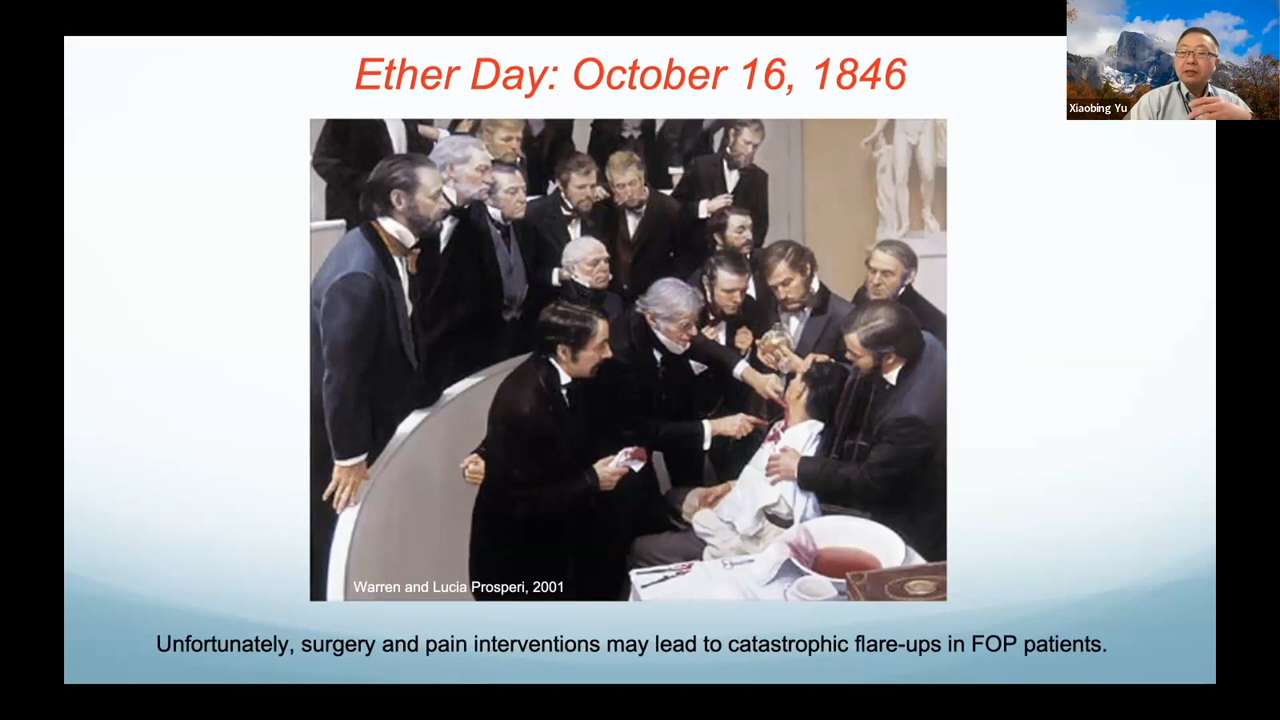 Ether Day: October 16, 1846
Xiaobing Yu
Warren and Lucia Prosperi, 2001
Unfortunately, surgery and pain interventions may lead to catastrophic flare-ups in FOP patients.